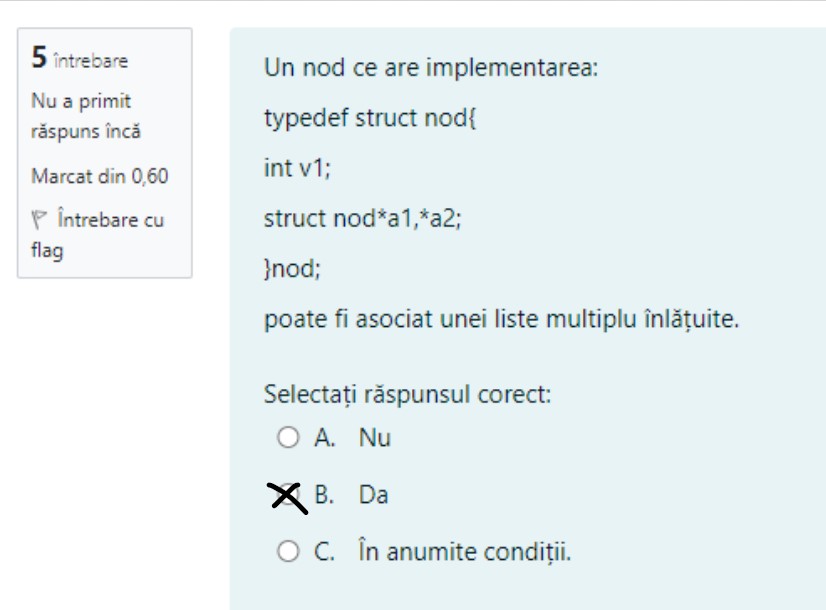 5 întrebare
Nu a primit
răspuns încă
Marcat din 0,60
Întrebare cu
flag
Un nod ce are implementarea:
typedef struct nod{
int v1;
struct nod*a1,*a2;
}nod;
poate fi asociat unei liste multiplu înlățuite.
Selectați răspunsul corect:
A. Nu
B. Da
C. În anumite condiții.